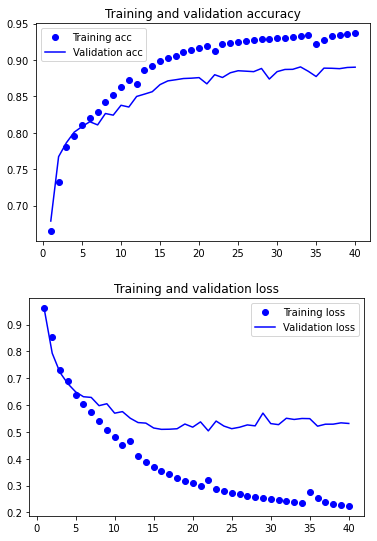 Training and validation accuracy
0.95
Training acc
Validation acc
0.90
0.85
0.80
0.75
0.70
0 5 10 15 20 25 30 35 40
Training and validation loss
Training loss
Validation loss
0.9
0.8
0.7
0.6
0.5
0.4
0.3
0.2
0 5 10 15 20 25 30 35 40